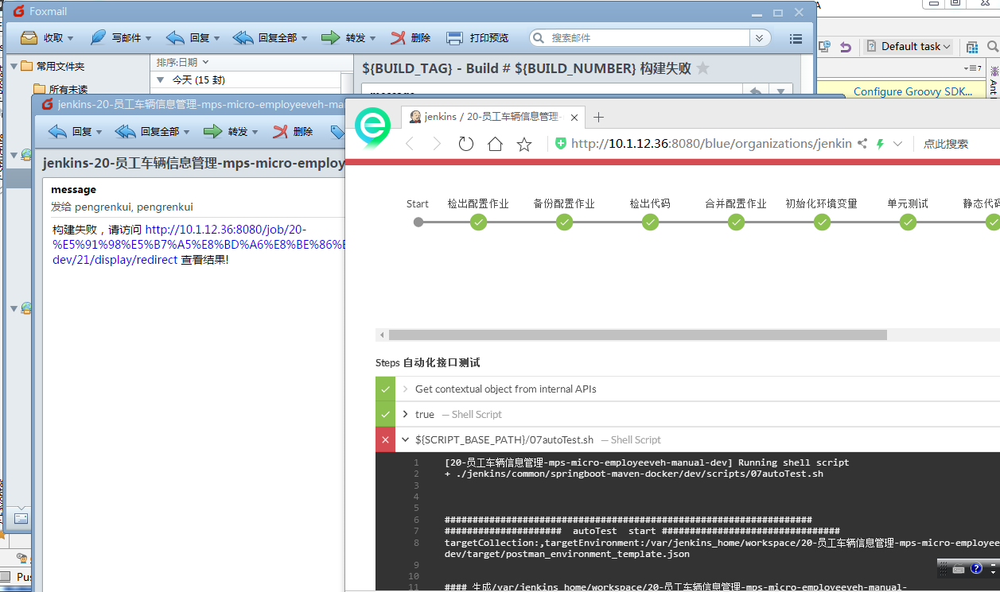 Foxmail
收取
写邮件
回复
回复全部
转发
删除
打印预览
搜索邮件
Default task
常用文件夹
排序:日期
${BUILD_TAG} - Build # ${BUILD_NUMBER} 构建失败
今天 (15 封)
所有未读
Configure Groovy SDK...
Ant
jenkins-20-员工车辆信息管理-mps-micro-employeeveh-ma
回复
回复全部
转发
删除
jenkins / 20-员工车辆信息管理-
http://10.1.12.36:8080/blue/organizations/jenkin
点此搜索
jenkins-20-员工车辆信息管理-mps-micro-employ
message
发给 pengrenkui, pengrenkui
构建失败，请访问 http://10.1.12.36:8080/job/20-
%E5%91%98%E5%B7%A5%E8%BD%A6%E8%BE%86%E
dev/21/display/redirect 查看结果!
Start
检出配置作业
备份配置作业
检出代码
合并配置作业
初始化环境变量
单元测试
静态代码
Steps 自动化接口测试
Get contextual object from internal APIs
true — Shell Script
${SCRIPT_BASE_PATH}/07autoTest.sh — Shell Script
1 [20-员工车辆信息管理-mps-micro-employeeveh-manual-dev] Running shell script
2 + ./jenkins/common/springboot-maven-docker/dev/scripts/07autoTest.sh
3
4
5
6 ##################################################################
7 ##################### autoTest start ################################
8 targetCollection:,targetEnvironment:/var/jenkins_home/workspace/20-员工车辆信息管理-mps-micro-employee
dev/target/postman_environment_template.json
9
10
11 #### 生成/var/jenkins_home/workspace/20-员工车辆信息管理-mps-micro-employeeveh-manual-